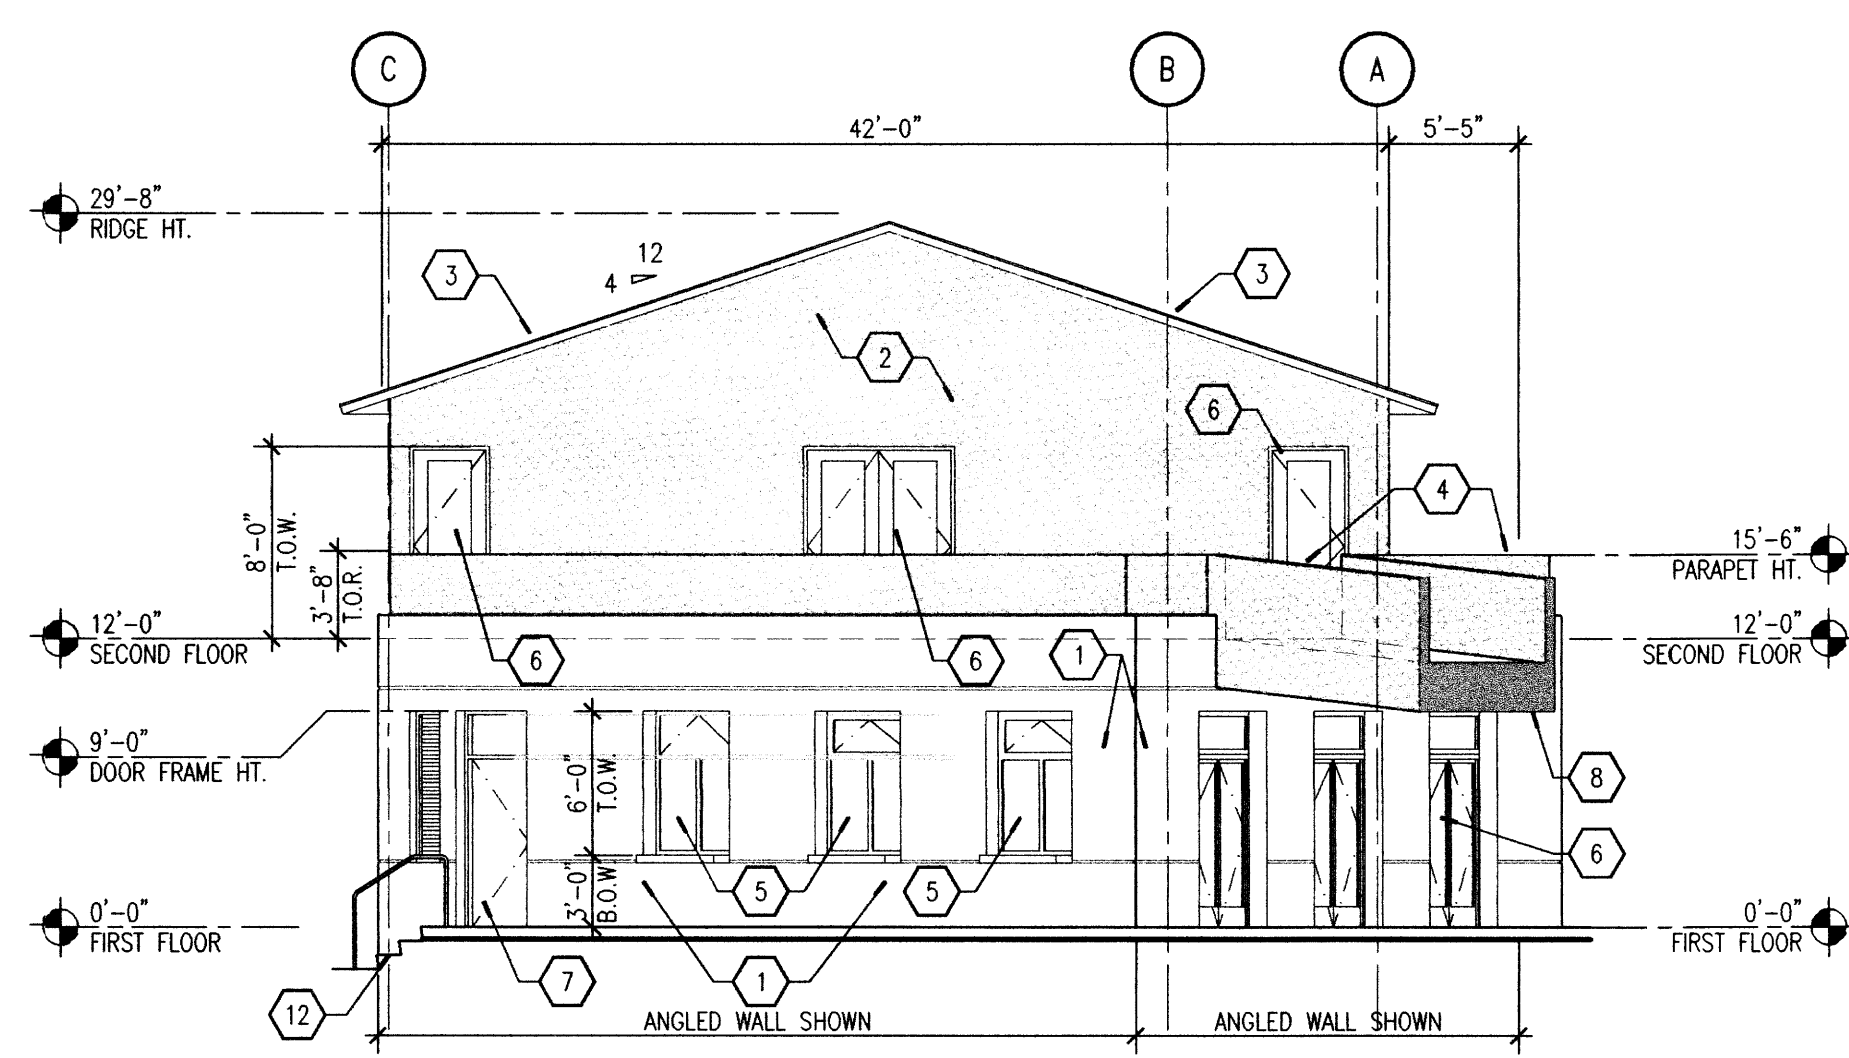 C
B
A
42'-0"
5'-5"
29'-8"
RIDGE HT.
12
4
3
3
2
6
4
8'-0"
T.O.W.
3'-8"
T.O.R.
15'-6"
PARAPET HT.
12'-0"
SECOND FLOOR
12'-0"
SECOND FLOOR
6
6
1
9'-0"
DOOR FRAME HT.
6'-0"
T.O.W.
8
6
5
5
3'-0"
B.O.W
0'-0"
FIRST FLOOR
0'-0"
FIRST FLOOR
7
1
12
ANGLED WALL SHOWN
ANGLED WALL SHOWN